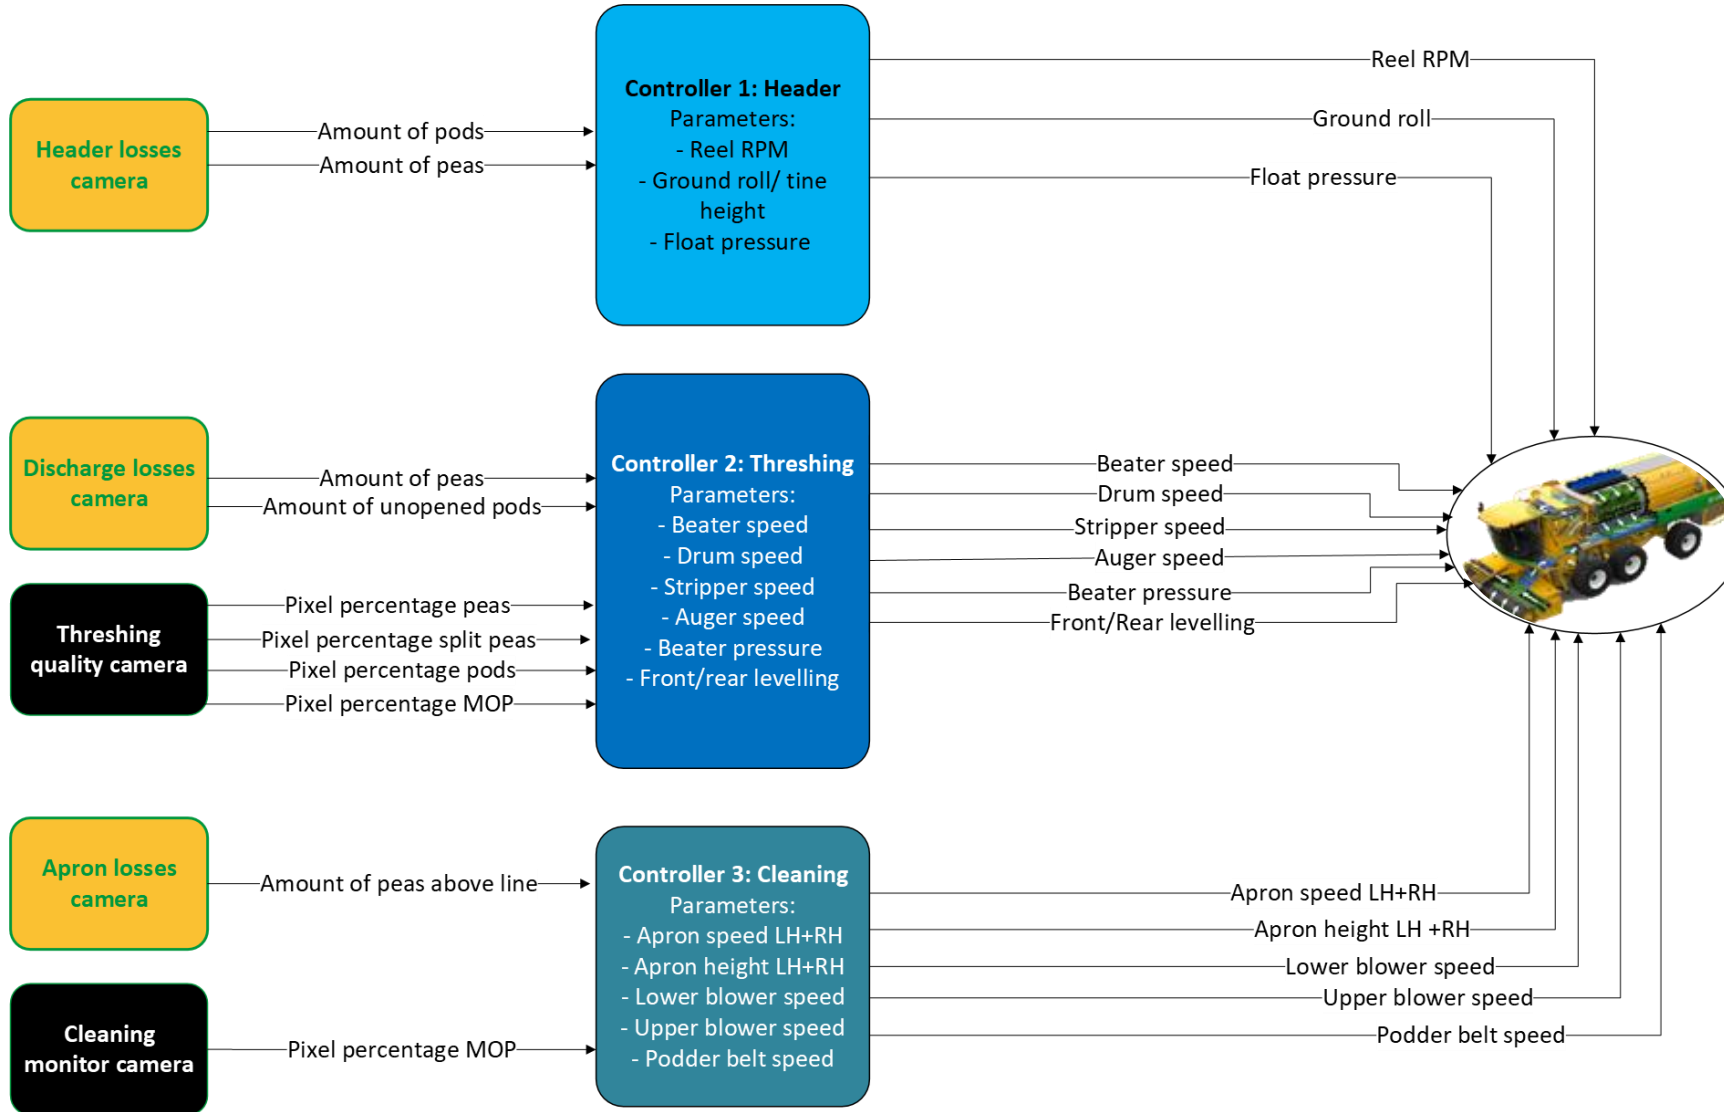 Header losses
camera
Amount of pods
Amount of peas
Controller 1: Header
Parameters:
- Reel RPM
- Ground roll/ tine
height
- Float pressure
Reel RPM
Ground roll
Float pressure
Discharge losses
camera
Amount of peas
Amount of unopened pods
Threshing
quality camera
Pixel percentage peas
Pixel percentage split peas
Pixel percentage pods
Pixel percentage MOP
Controller 2: Threshing
Parameters:
- Beater speed
- Drum speed
- Stripper speed
- Auger speed
- Beater pressure
- Front/rear levelling
Beater speed
Drum speed
Stripper speed
Auger speed
Beater pressure
Front/Rear levelling
Apron losses
camera
Amount of peas above line
Cleaning
monitor camera
Pixel percentage MOP
Controller 3: Cleaning
Parameters:
- Apron speed LH+RH
- Apron height LH+RH
- Lower blower speed
- Upper blower speed
- Podder belt speed
Apron speed LH+RH
Apron height LH +RH
Lower blower speed
Upper blower speed
Podder belt speed